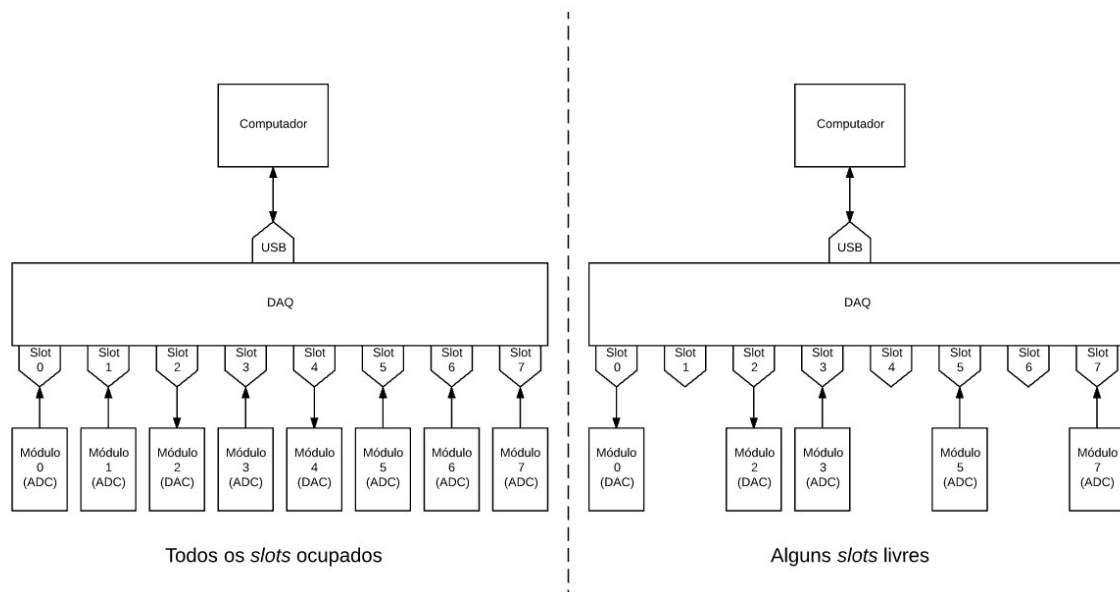 Computador
USB
DAQ
Slot
0
Slot
1
Slot
2
Slot
3
Slot
4
Slot
5
Slot
6
Slot
7
Módulo
0
(ADC)
Módulo
1
(ADC)
Módulo
2
(DAC)
Módulo
3
(ADC)
Módulo
4
(DAC)
Módulo
5
(ADC)
Módulo
6
(ADC)
Módulo
7
(ADC)
Todos os slots ocupados
Computador
USB
DAQ
Slot
0
Slot
1
Slot
2
Slot
3
Slot
4
Slot
5
Slot
6
Slot
7
Módulo
0
(DAC)
Módulo
2
(DAC)
Módulo
3
(ADC)
Módulo
5
(ADC)
Módulo
7
(ADC)
Alguns slots livres